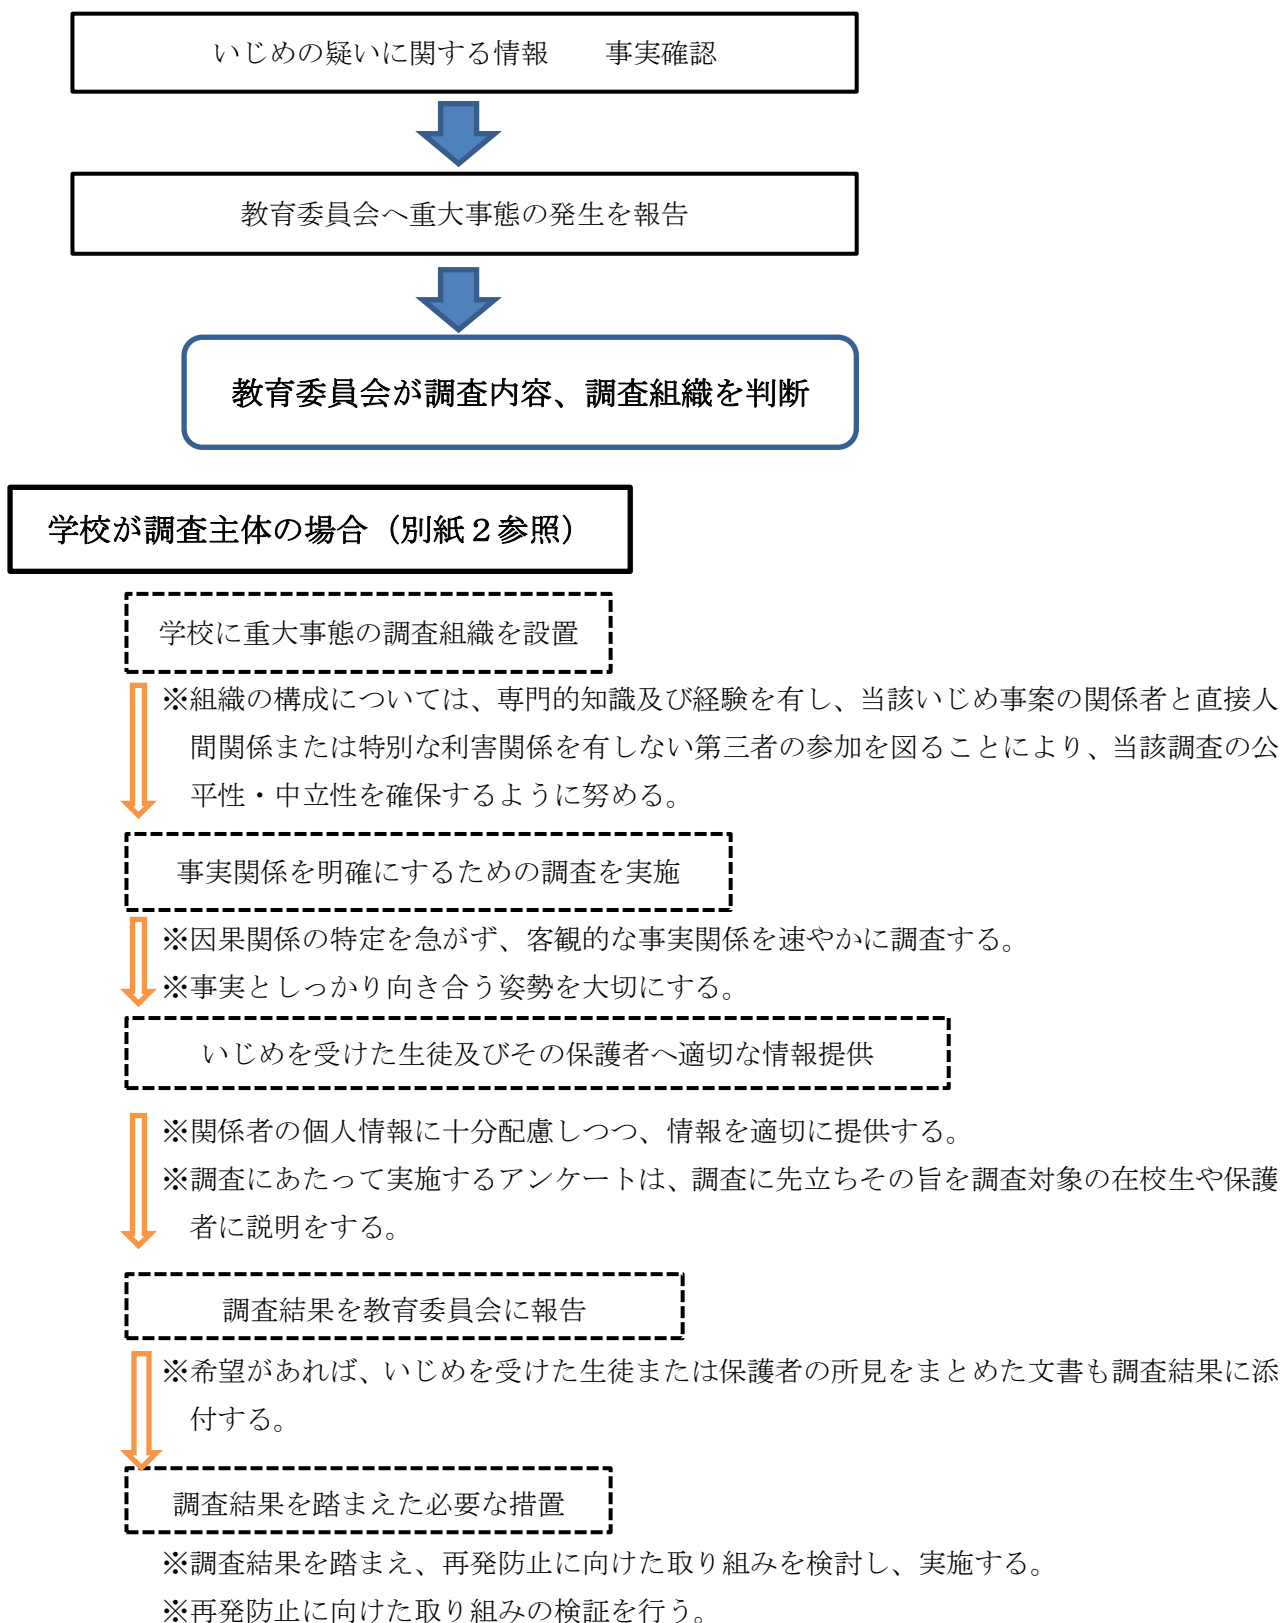 いじめの疑いに関する情報　　事実確認
教育委員会へ重大事態の発生を報告
教育委員会が調査内容、調査組織を判断
学校が調査主体の場合（別紙２参照）
学校に重大事態の調査組織を設置
※組織の構成については、専門的知識及び経験を有し、当該いじめ事案の関係者と直接人
間関係または特別な利害関係を有しない第三者の参加を図ることにより、当該調査の公
平性・中立性を確保するように努める。
事実関係を明確にするための調査を実施
※因果関係の特定を急がず、客観的な事実関係を速やかに調査する。
※事実としっかり向き合う姿勢を大切にする。
いじめを受けた生徒及びその保護者へ適切な情報提供
※関係者の個人情報に十分配慮しつつ、情報を適切に提供する。
※調査にあたって実施するアンケートは、調査に先立ちその旨を調査対象の在校生や保護
者に説明をする。
調査結果を教育委員会に報告
※希望があれば、いじめを受けた生徒または保護者の所見をまとめた文書も調査結果に添
付する。
調査結果を踏まえた必要な措置
※調査結果を踏まえ、再発防止に向けた取り組みを検討し、実施する。
※再発防止に向けた取り組みの検証を行う。